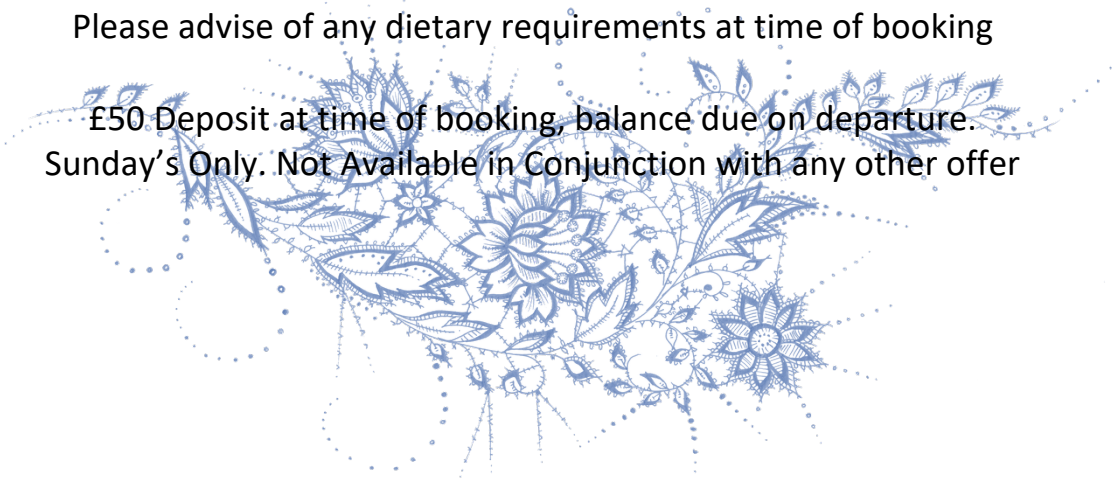 Please advise of any dietary requirements at time of booking
£50 Deposit at time of booking, balance due on departure.
Sunday’s Only. Not Available in Conjunction with any other offer